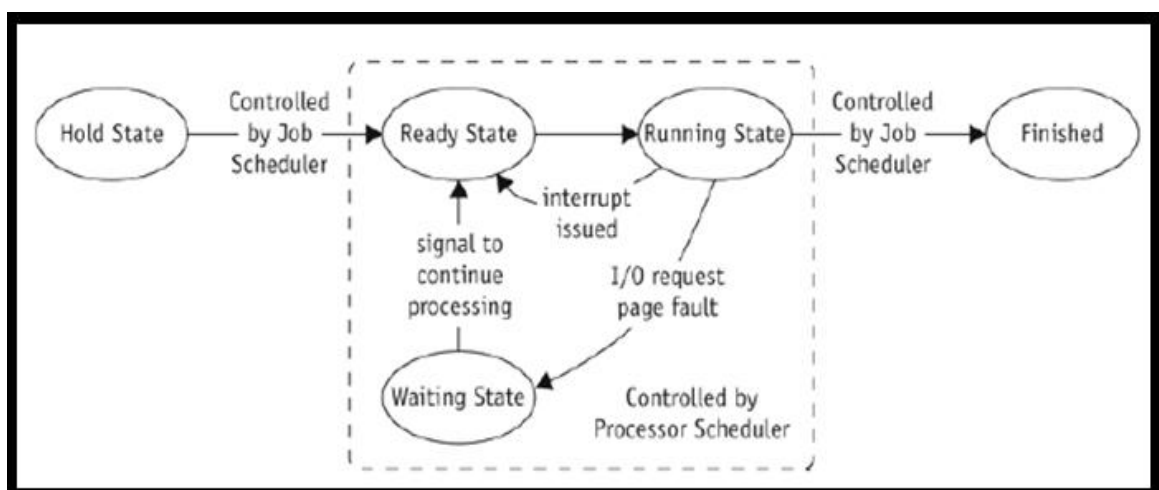 Hold State
Controlled
by Job
Scheduler
Ready State
Running State
Controlled
by Job
Scheduler
Finished
interrupt
issued
signal to
continue
processing
I/O request
page fault
Waiting State
Controlled by
Processor Scheduler